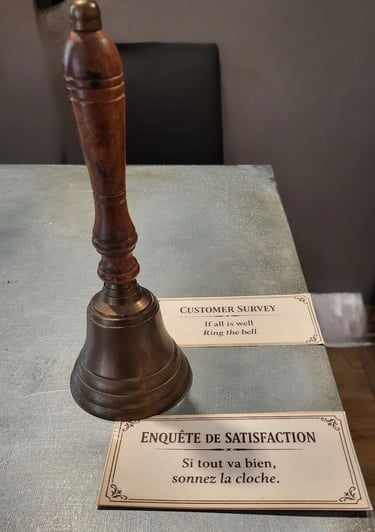 CUSTOMER SURVEY
If all is well
Ring the bell
ENQUÊTE DE SATISFACTION
Si tout va bien,
sonnez la cloche.